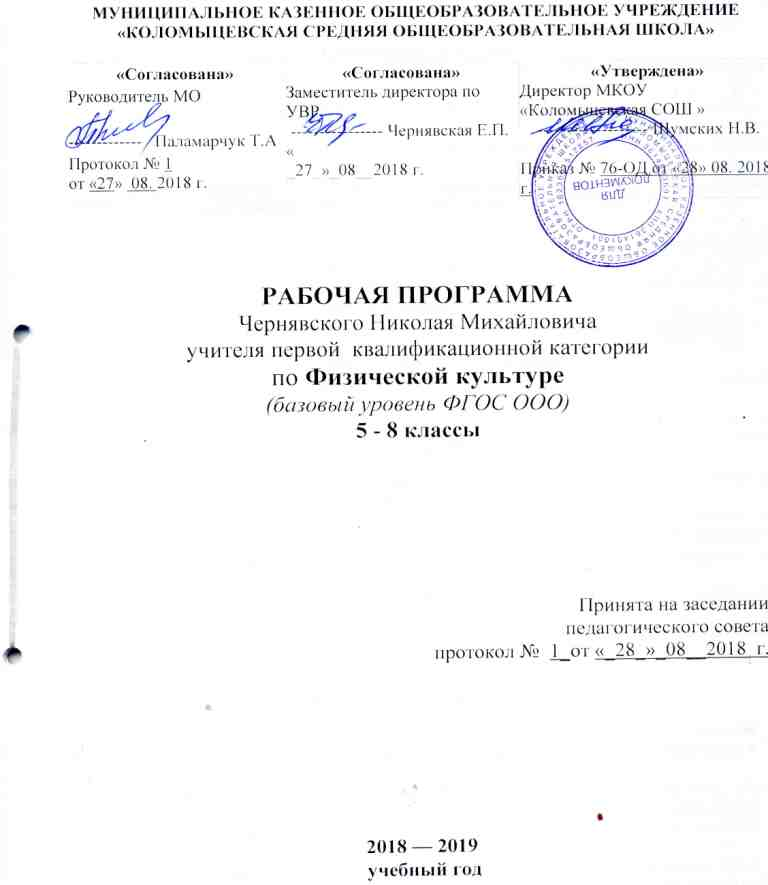 МУНИЦИПАЛЬНОЕ КАЗЕННОЕ ОБЩЕОБРАЗОВАТЕЛЬНОЕ УЧРЕЖДЕНИЕ
«КОЛОМЫЦЕВСКАЯ СРЕДНЯЯ ОБЩЕОБРАЗОВАТЕЛЬНАЯ ШКОЛА»
«Согласована»
Руководитель МО
Паламарчук Т.А
Протокол № 1
от «27» 08. 2018 г.
«Согласована»
Заместитель директора по
УВР
Чернявская Е.П.
«
27 » 08 2018 г.
«Утверждена»
Директор МКОУ
«Коломыцевская СОШ »
Шумских Н.В.
Приказ № 76-ОД от «28» 08. 2018
г.
ДЛЯ
ДОКУМЕНТОВ
РАБОЧАЯ ПРОГРАММА
Чернявского Николая Михайловича
учителя первой квалификационной категории
по Физической культуре
(базовый уровень ФГОС ООО)
5 - 8 классы
Принята на заседании
педагогического совета
протокол № 1 от « 28 » 08 2018 г.
2018 — 2019
учебный год